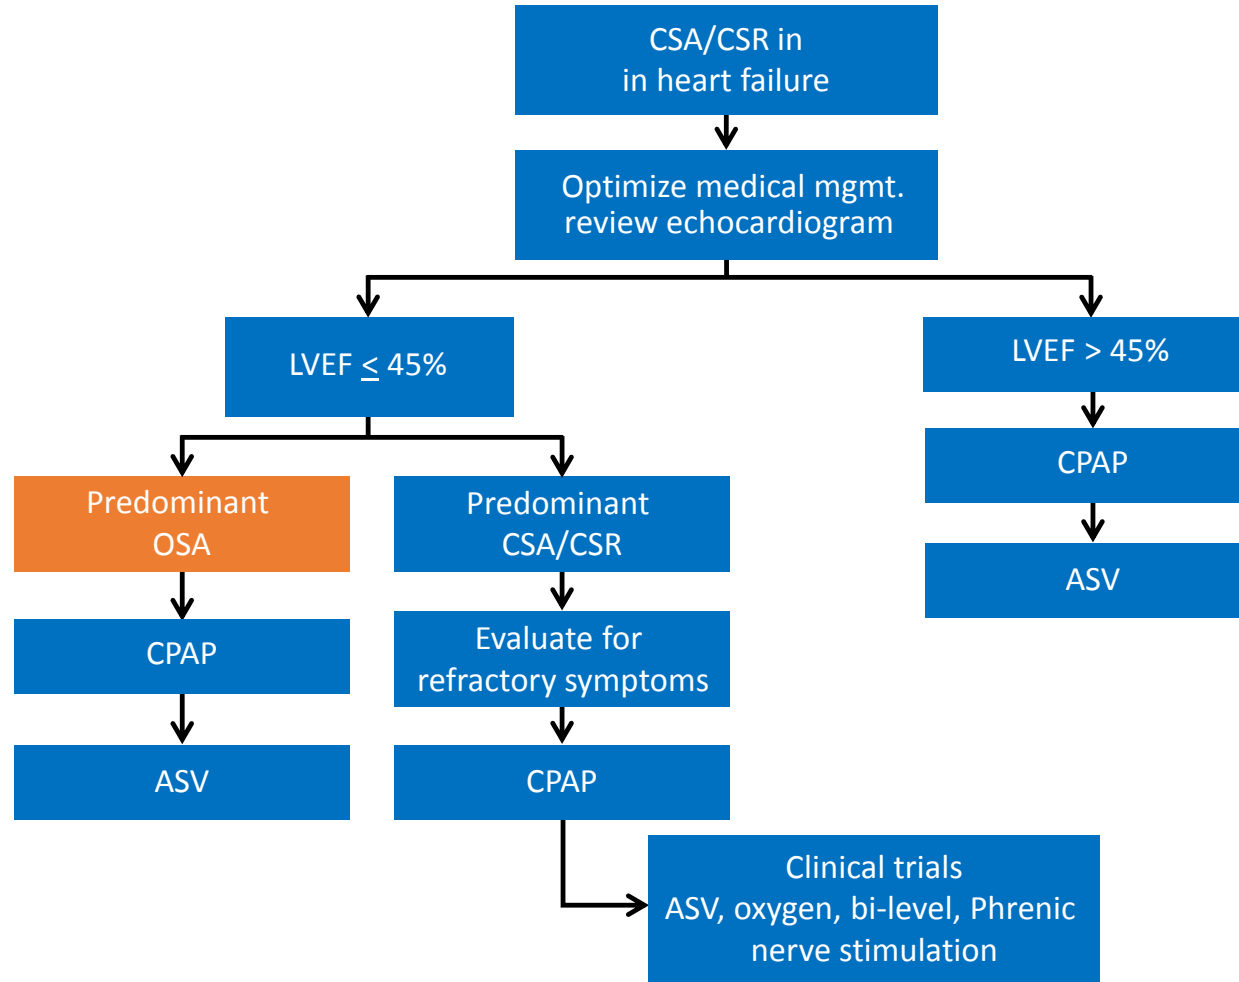 CSA/CSR in
in heart failure
Optimize medical mgmt.
review echocardiogram
LVEF ≤ 45%
LVEF > 45%
Predominant
OSA
Predominant
CSA/CSR
CPAP
ASV
CPAP
Evaluate for
refractory symptoms
ASV
CPAP
Clinical trials
ASV, oxygen, bi-level, Phrenic
nerve stimulation